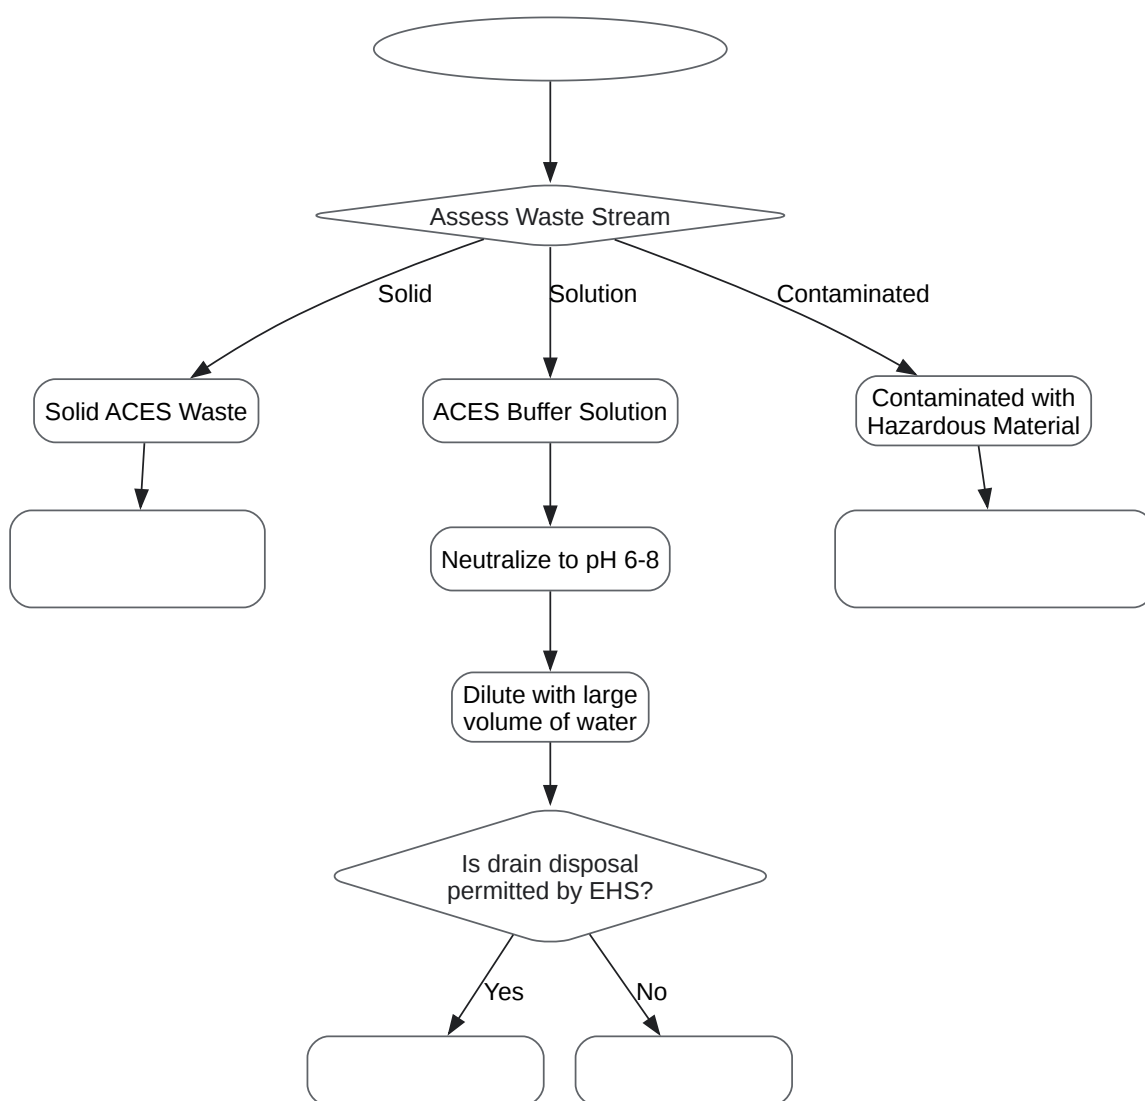 Assess Waste Stream
Solid
Solution
Contaminated
Solid ACES Waste
ACES Buffer Solution
Contaminated with
Hazardous Material
Neutralize to pH 6-8
Dilute with large
volume of water
Is drain disposal
permitted by EHS?
Yes
No